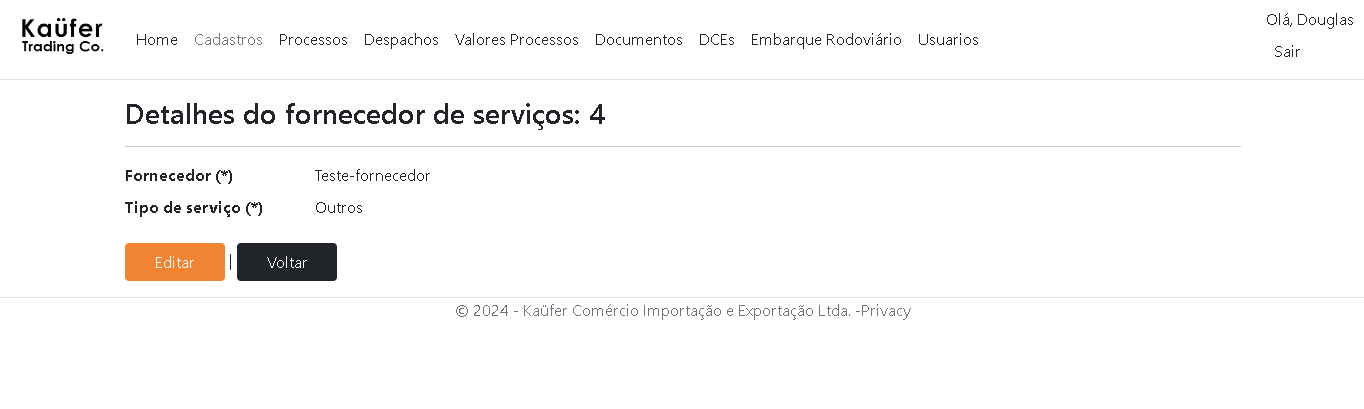 Kaüfer
Trading Co.
Home Cadastros Processos Despachos Valores Processos Documentos DCEs Embarque Rodoviário Usuarios
Olá, Douglas
Sair
Detalhes do fornecedor de serviços: 4
Fornecedor (*) Teste-fornecedor
Tipo de serviço (*) Outros
Editar | Voltar
© 2024 - Kaüfer Comércio Importação e Exportação Ltda. -Privacy